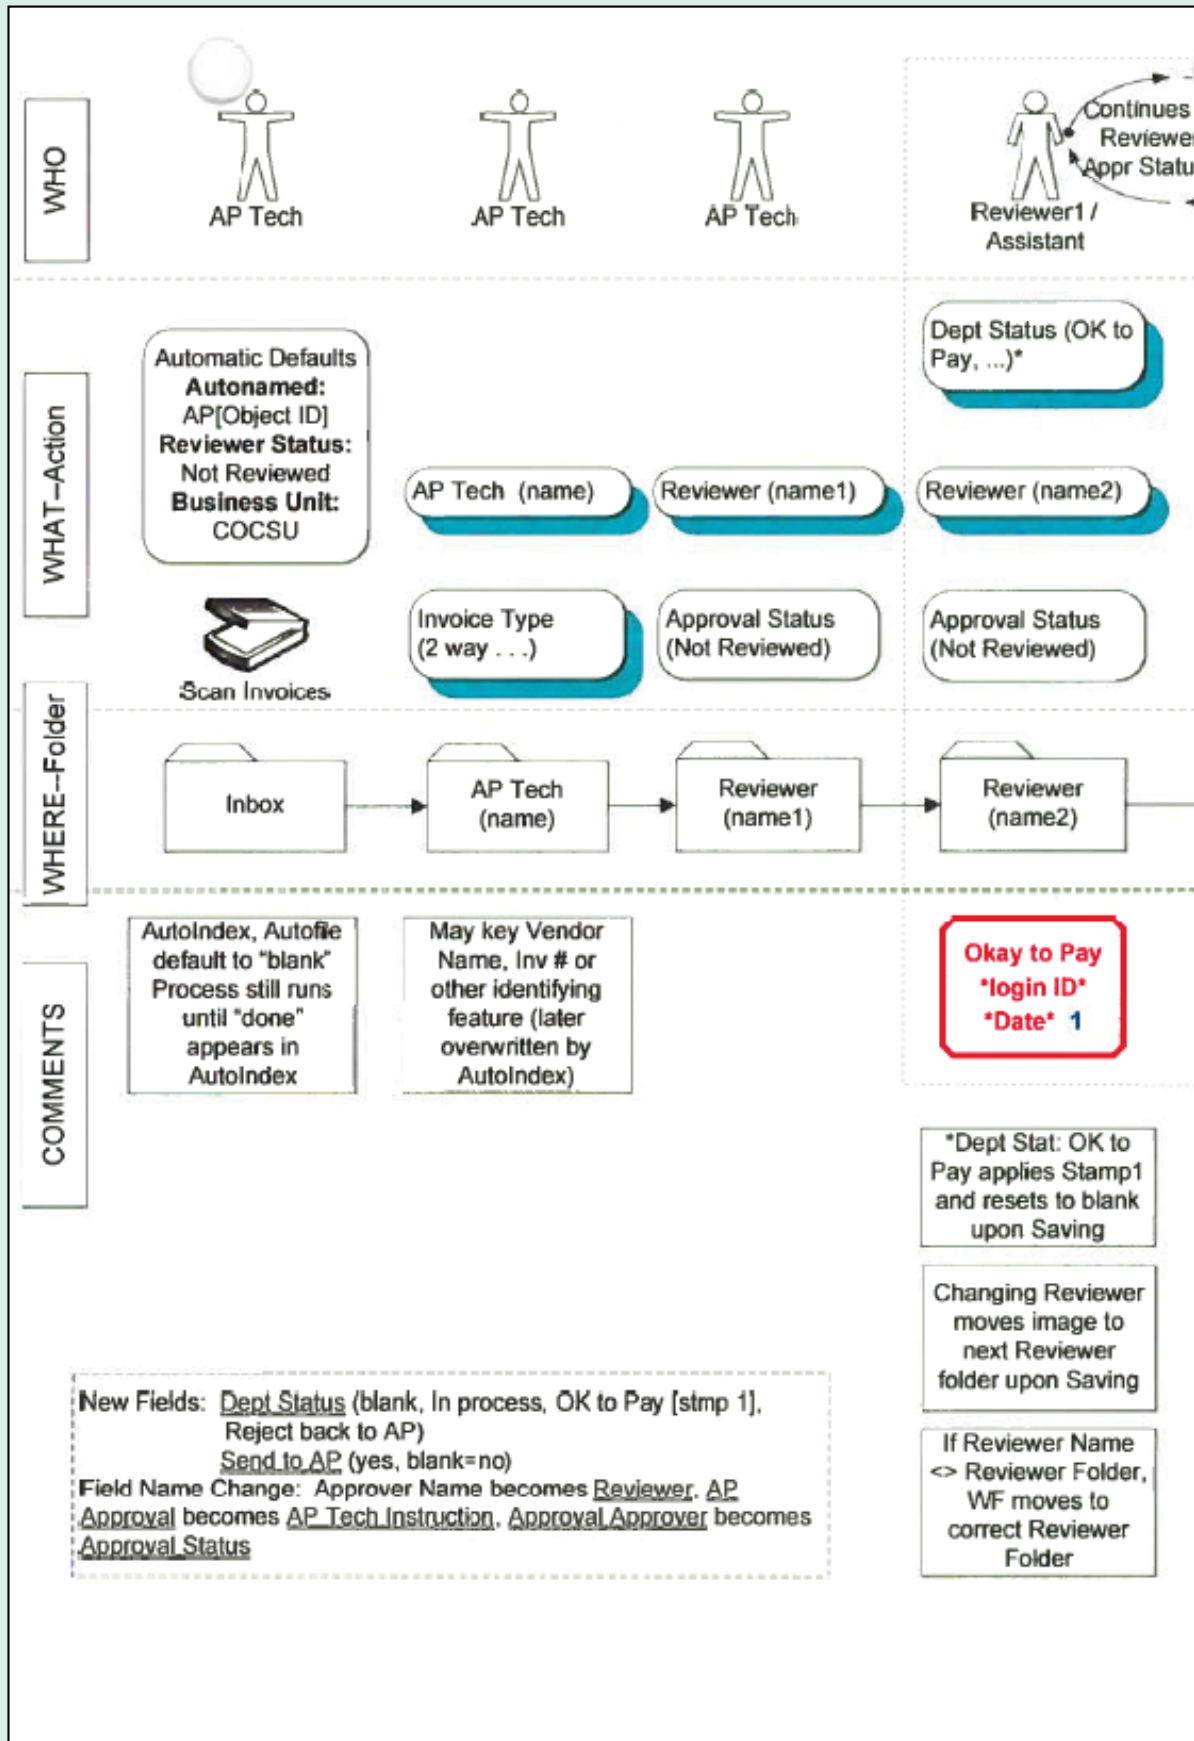 WHO
AP Tech
AP Tech
AP Tech
Reviewer1 /
Assistant
Continues
Reviewer
Appr Statu
WHAT–Action
Automatic Defaults
Autonamed:
AP[Object ID]
Reviewer Status:
Not Reviewed
Business Unit:
COCSU
Scan Invoices
AP Tech (name)
Invoice Type
(2 way . . .)
Reviewer (name1)
Approval Status
(Not Reviewed)
Dept Status (OK to
Pay, ...)*
Reviewer (name2)
Approval Status
(Not Reviewed)
WHERE–Folder
Inbox
AP Tech
(name)
Reviewer
(name1)
Reviewer
(name2)
COMMENTS
AutoIndex, Autofile
default to "blank"
Process still runs
until "done"
appears in
AutoIndex
May key Vendor
Name, Inv # or
other identifying
feature (later
overwritten by
AutoIndex)
Okay to Pay
*login ID*
*Date* 1
*Dept Stat: OK to
Pay applies Stamp1
and resets to blank
upon Saving
Changing Reviewer
moves image to
next Reviewer
folder upon Saving
If Reviewer Name
<> Reviewer Folder,
WF moves to
correct Reviewer
Folder
New Fields: Dept Status (blank, In process, OK to Pay [stmp 1],
Reject back to AP)
Send to AP (yes, blank=no)
Field Name Change: Approver Name becomes Reviewer, AP
Approval becomes AP Tech Instruction, Approval Approver becomes
Approval Status